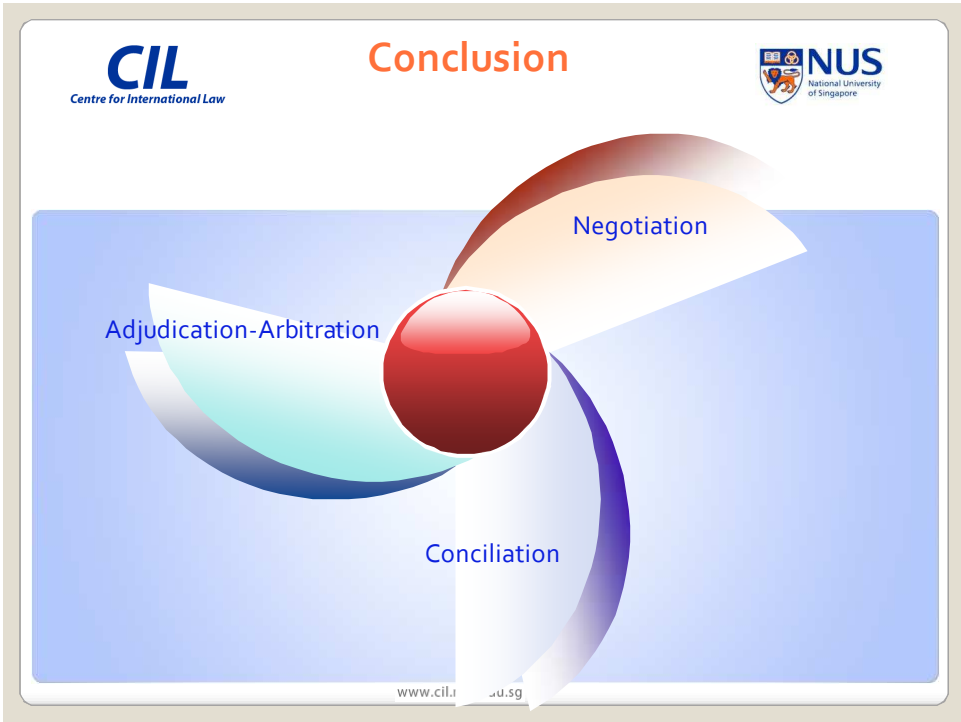 Conclusion
CIL
Centre for International Law
NUS
National University
of Singapore
Negotiation
Adjudication-Arbitration
Conciliation